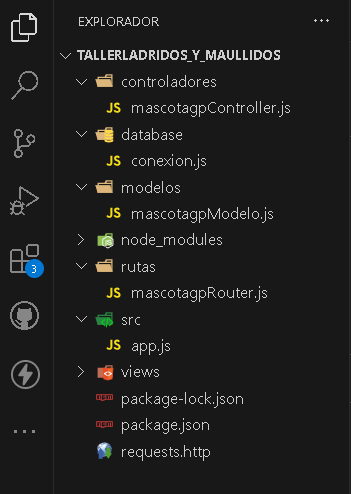 EXPLORADOR
TALLERLADRIDOS_Y_MAULLIDOS
controladores
JS mascotagpController.js
database
JS conexion.js
modelos
JS mascotagpModelo.js
node_modules
rutas
JS mascotagpRouter.js
src
JS app.js
views
package-lock.json
package.json
requests.http
3